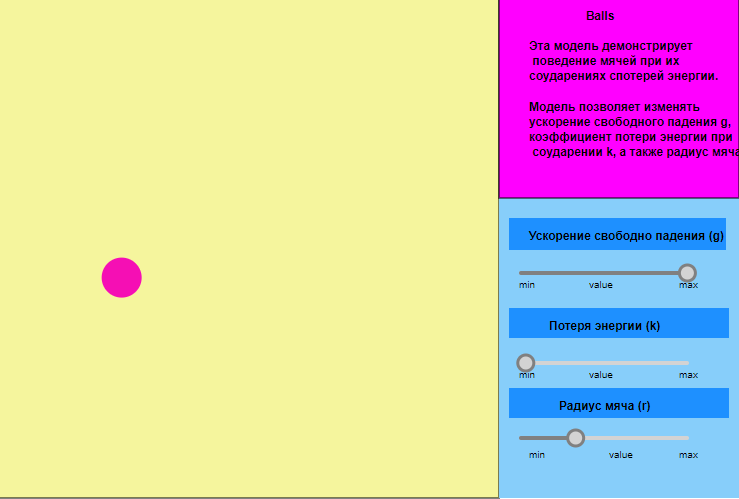 Balls
Эта модель демонстрирует
поведение мячей при их
соударениях спотерей энергии.
Модель позволяет изменять
ускорение свободного падения g,
коэффициент потери энергии при
соударении k, а также радиус мяча
Ускорение свободно падения (g)
min value max
Потеря энергии (k)
min value max
Радиус мяча (r)
min value max